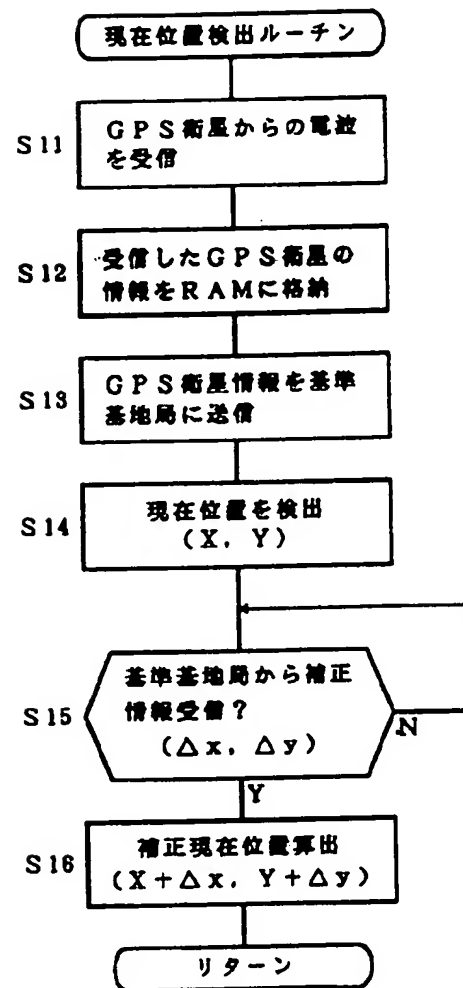 現在位置検出ルーチン
S11
GPS衛星からの電波
を受信
S12
受信したGPS衛星の
情報をRAMに格納
S13
GPS衛星情報を基準
基地局に送信
S14
現在位置を検出
(X, Y)
S15
基準基地局から補正
情報受信?
(△x, △y)
N
Y
S16
補正現在位置算出
(X+△x, Y+△y)
リターン